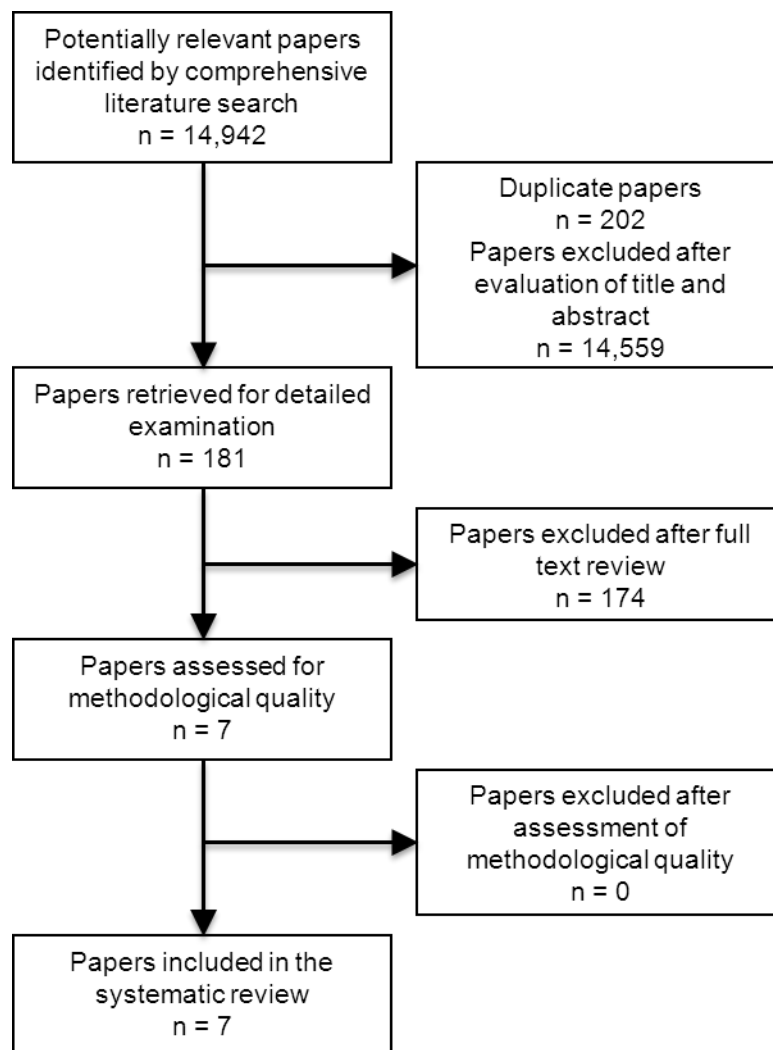 Potentially relevant papers
identified by comprehensive
literature search
n = 14,942
Duplicate papers
n = 202
Papers excluded after
evaluation of title and
abstract
n = 14,559
Papers retrieved for detailed
examination
n = 181
Papers excluded after full
text review
n = 174
Papers assessed for
methodological quality
n = 7
Papers excluded after
assessment of
methodological quality
n = 0
Papers included in the
systematic review
n = 7